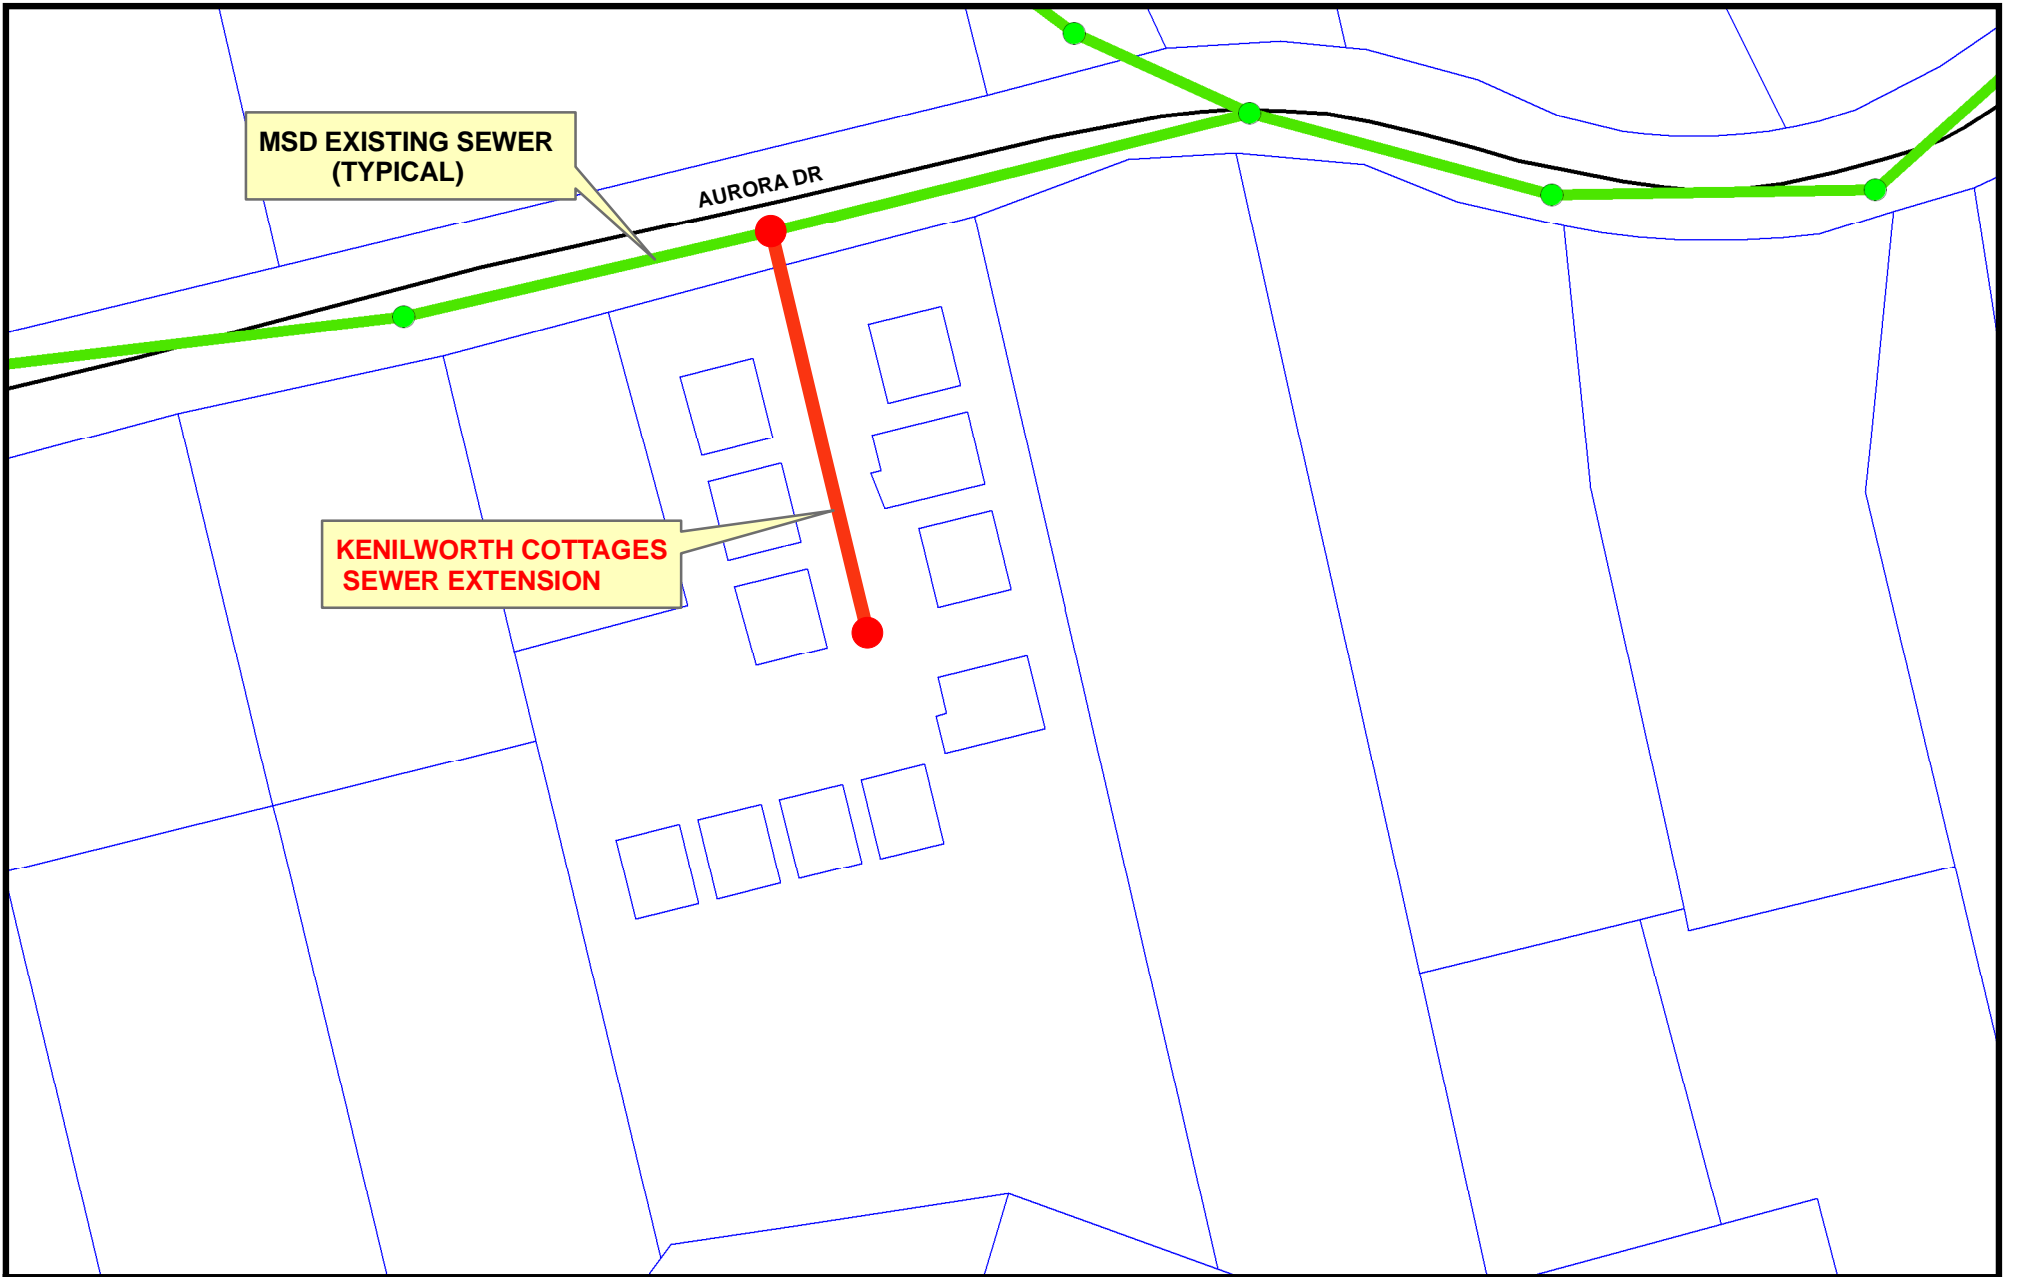 MSD EXISTING SEWER
(TYPICAL)
AURORA DR
KENILWORTH COTTAGES
SEWER EXTENSION